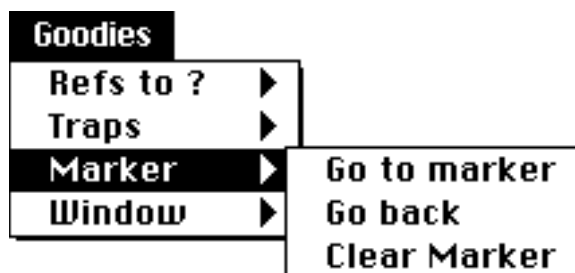 Goodies
Refs to ?
Traps
Marker
Window
Go to marker
Go back
Clear Marker